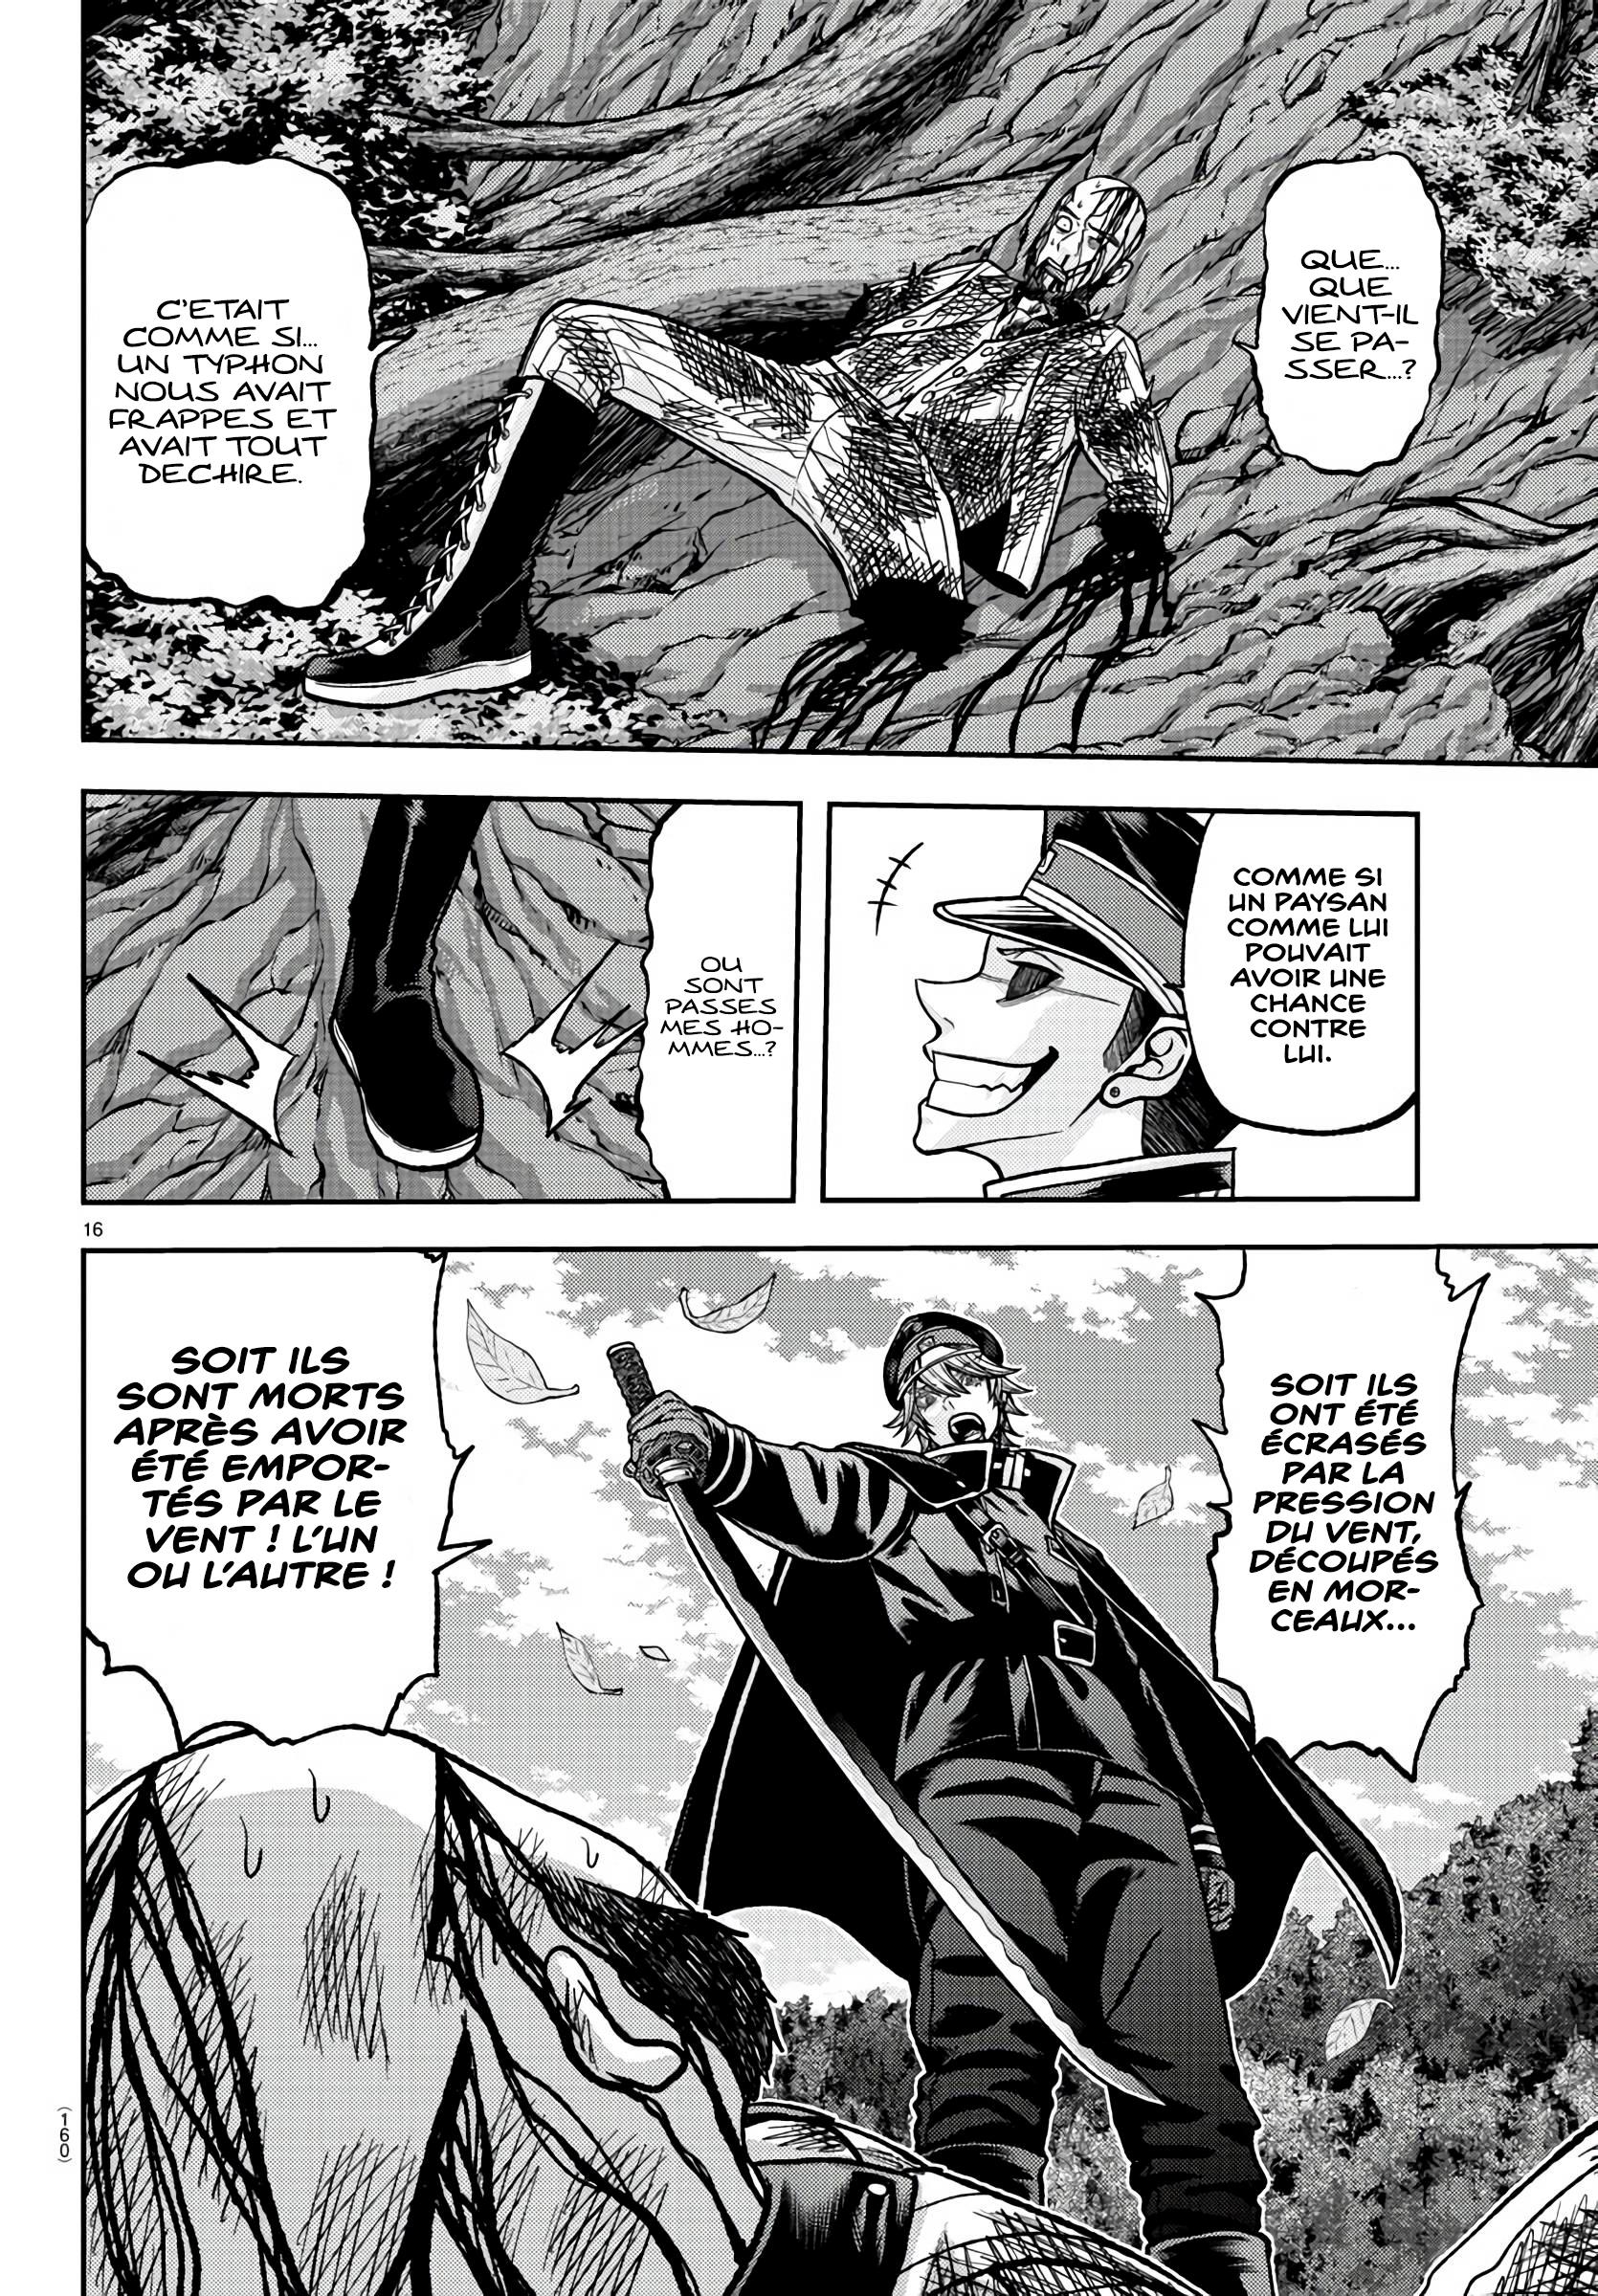 QUE...
QUE
VIENT-IL
SE PA-
SSER...?
C'ETAIT
COMME SI...
UN TYPHON
NOUS AVAIT
FRAPPES ET
AVAIT TOUT
DECHIRE.
COMME SI
UN PAYSAN
COMME LUI
POUVAIT
AVOIR UNE
CHANCE
CONTRE
LUI.
OU
SONT
PASSES
MES HO-
MMES...?
16
SOIT ILS
ONT ÉTÉ
ÉCRASÉS
PAR LA
PRESSION
DU VENT,
DÉCOUPÉS
EN MOR-
CEAUX...
SOIT ILS
SONT MORTS
APRÈS AVOIR
ÉTÉ EMPOR-
TÉS PAR LE
VENT ! L'UN
OU L'AUTRE !
(160)